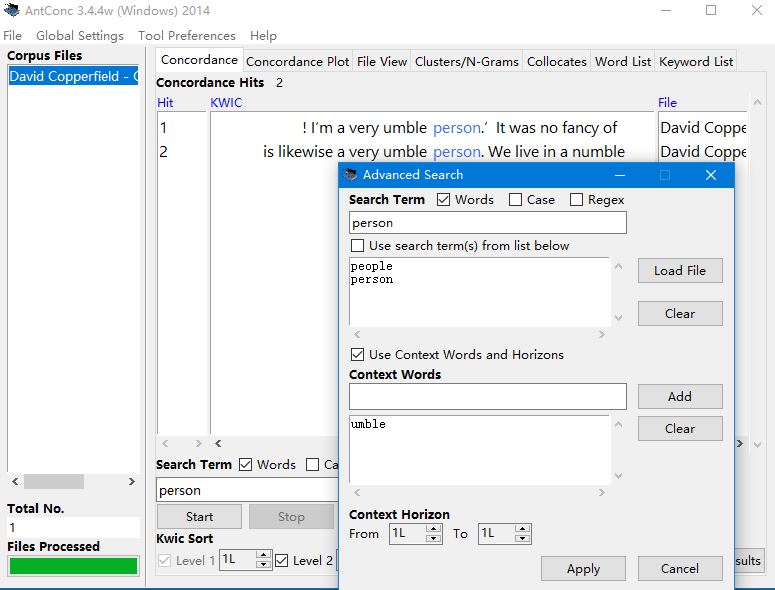 AntConc 3.4.4w (Windows) 2014
File Global Settings Tool Preferences Help
Corpus Files
David Copperfield -
Concordance Concordance Plot File View Clusters/N-Grams Collocates Word List Keyword List
Concordance Hits 2
Hit KWIC File
1 ! I'm a very umble person.' It was no fancy of David Coppe
2 is likewise a very umble person. We live in a numble David Coppe
Advanced Search
Search Term Words Case Regex
person
Use search term(s) from list below
people
person
Load File
Clear
Use Context Words and Horizons
Context Words
Add
umble
Clear
Context Horizon
From 1L To 1L
Apply Cancel
Search Term Words Ca
person
Start Stop
Kwic Sort
Level 1 1L Level 2
sults
Total No.
1
Files Processed